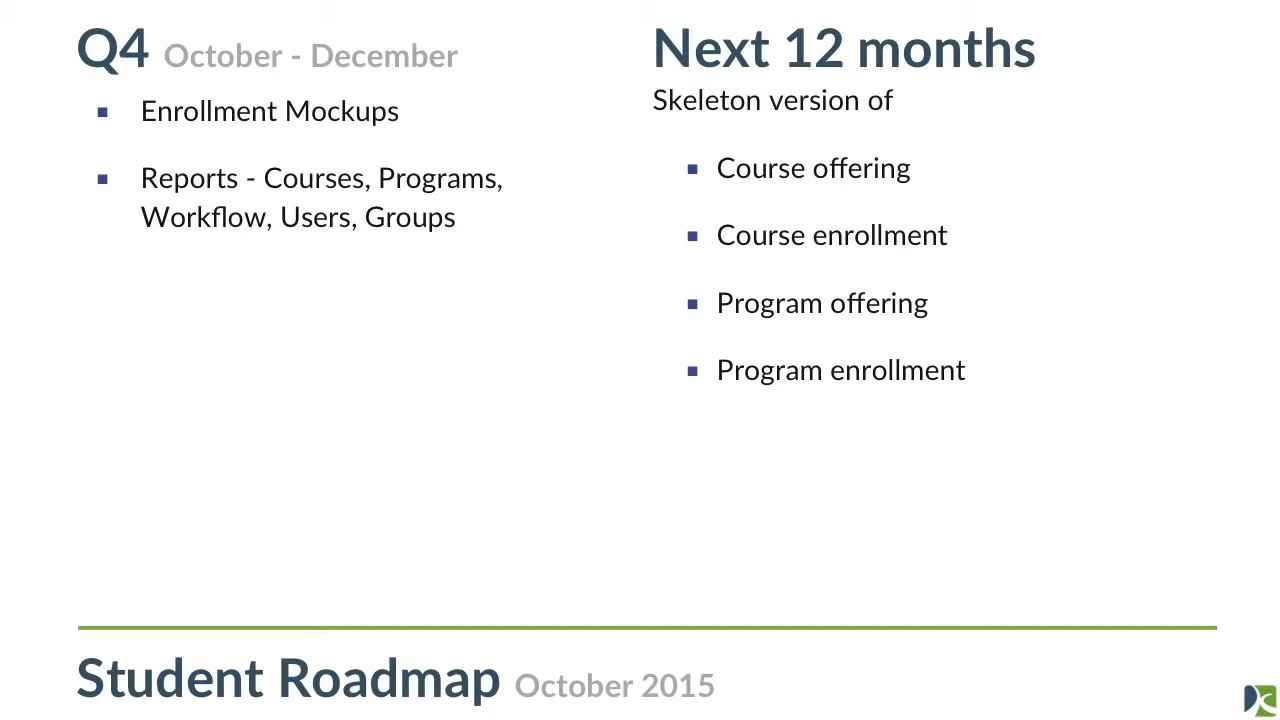 Q4 October - December
Enrollment Mockups
Reports - Courses, Programs,
Workflow, Users, Groups
Next 12 months
Skeleton version of
Course offering
Course enrollment
Program offering
Program enrollment
Student Roadmap October 2015